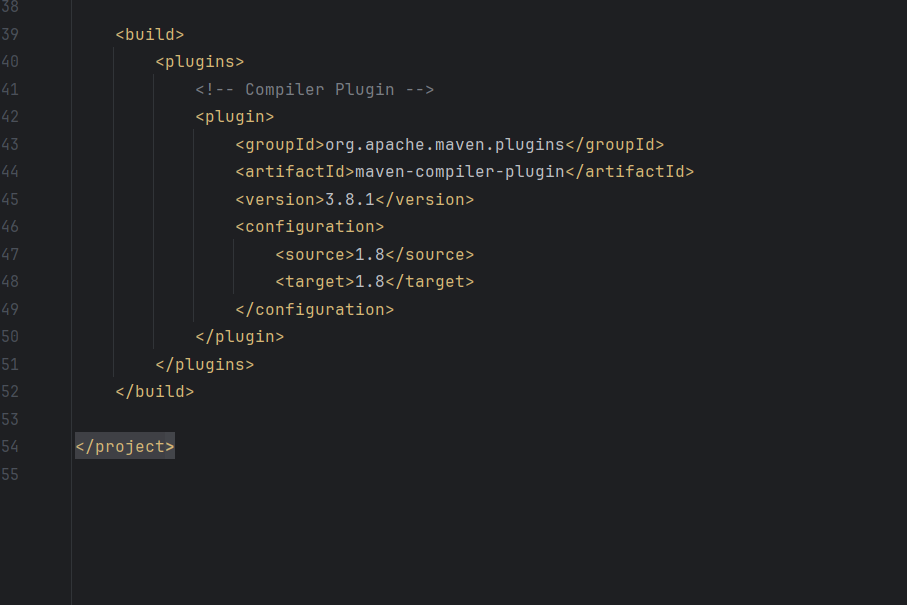 38
39     <build>
40         <plugins>
41             <!-- Compiler Plugin -->
42             <plugin>
43                 <groupId>org.apache.maven.plugins</groupId>
44                 <artifactId>maven-compiler-plugin</artifactId>
45                 <version>3.8.1</version>
46                 <configuration>
47                     <source>1.8</source>
48                     <target>1.8</target>
49                 </configuration>
50             </plugin>
51         </plugins>
52     </build>
53
54 </project>
55